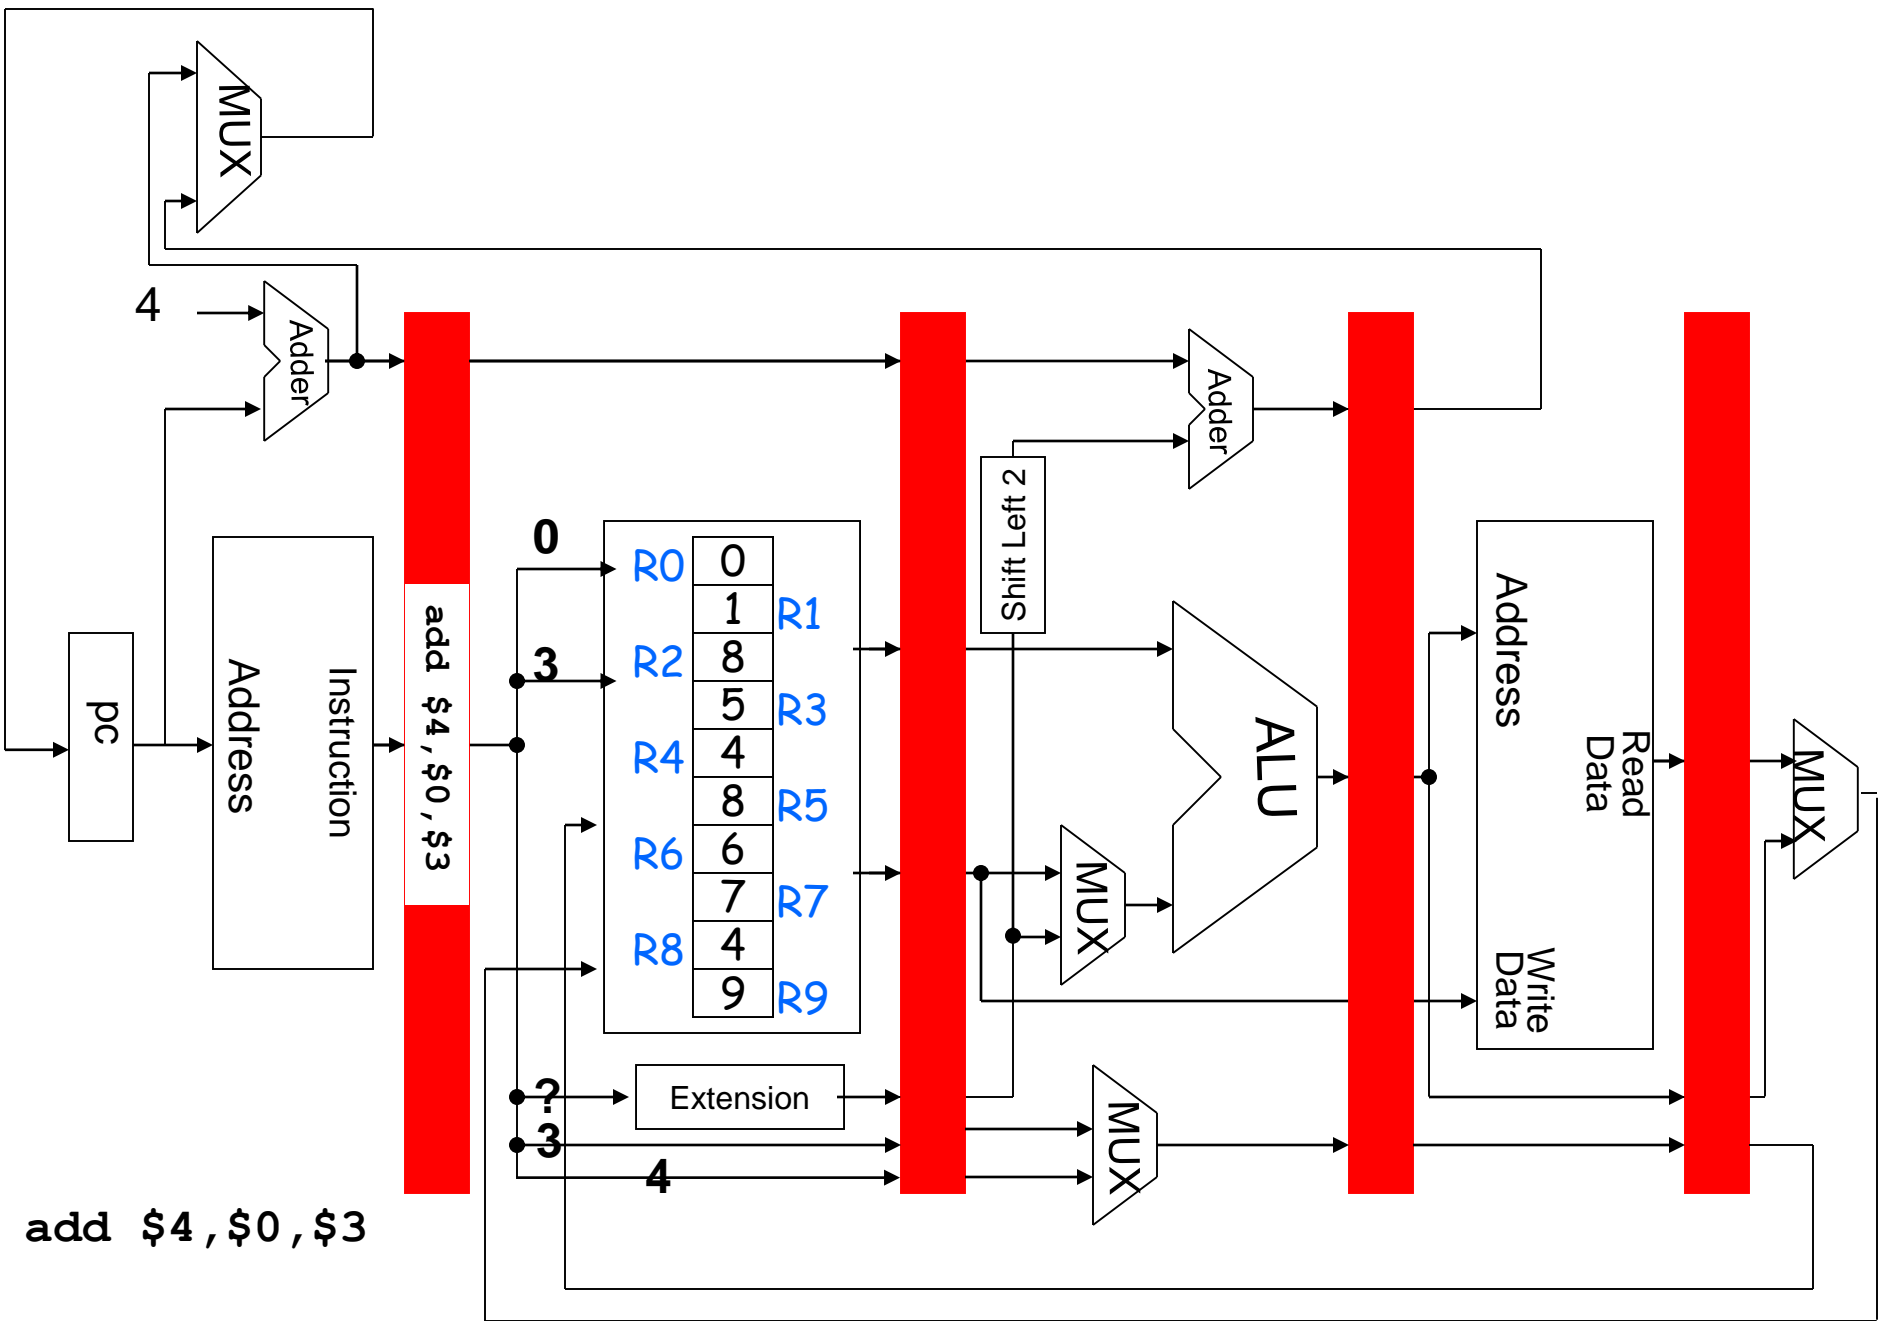 MUX
4
Adder
Adder
pc
Address
Instruction
add $4,$0,$3
0
3
?
3
4
R0
0
1
R1
R2
8
5
R3
R4
4
8
R5
R6
6
7
R7
R8
4
9
R9
Extension
Shift Left 2
MUX
ALU
MUX
Address
Read
Data
Write
Data
MUX
add $4,$0,$3